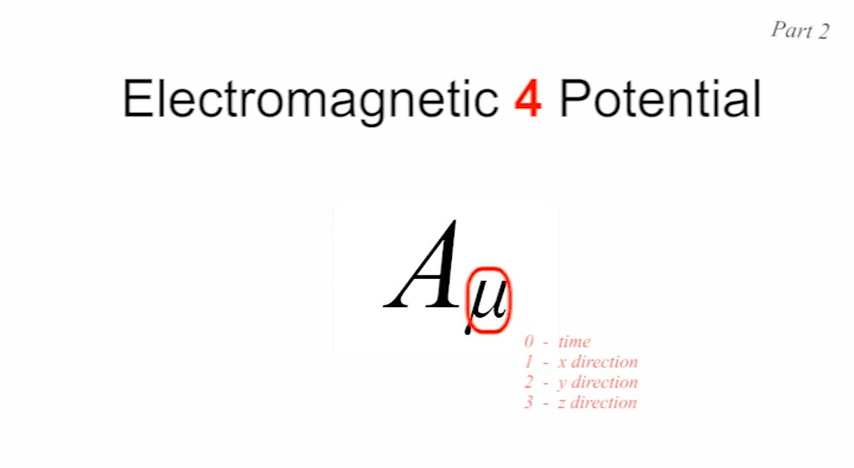 Part 2
Electromagnetic 4 Potential
Aμ
0 - time
1 - x direction
2 - y direction
3 - z direction